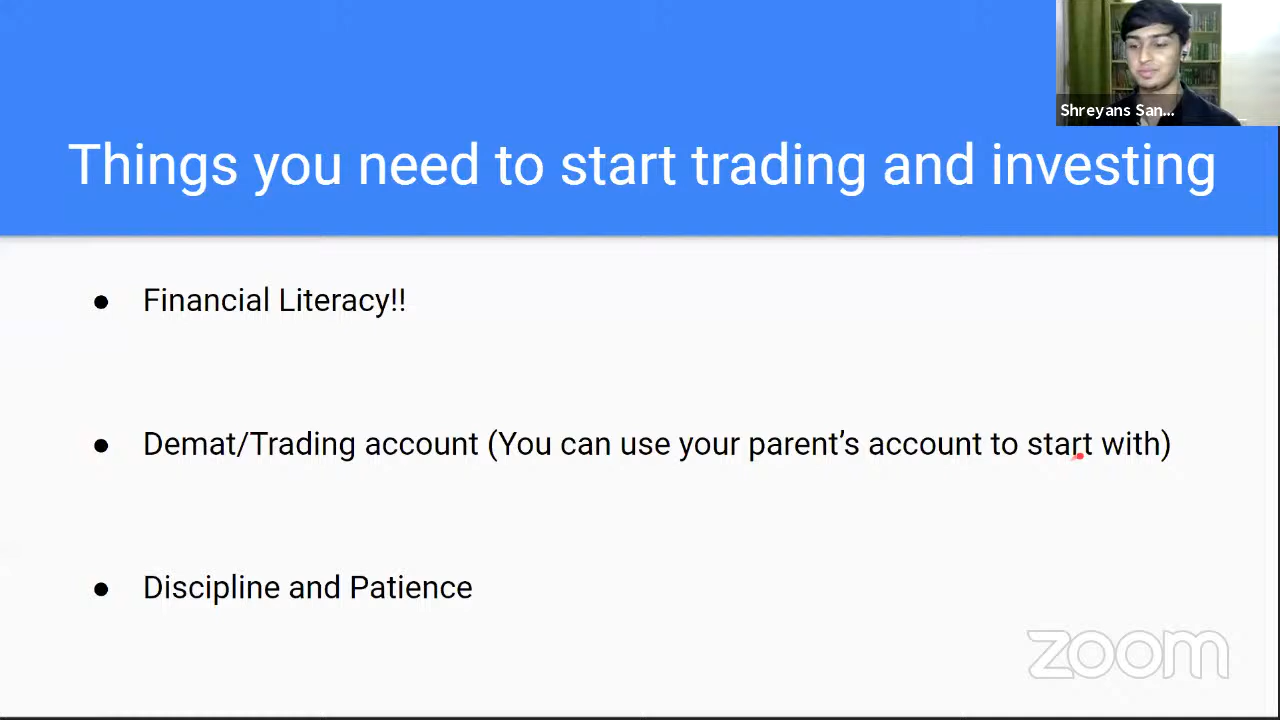 Shreyans San...
Things you need to start trading and investing
● Financial Literacy!!
● Demat/Trading account (You can use your parent’s account to start with)
● Discipline and Patience
zoom